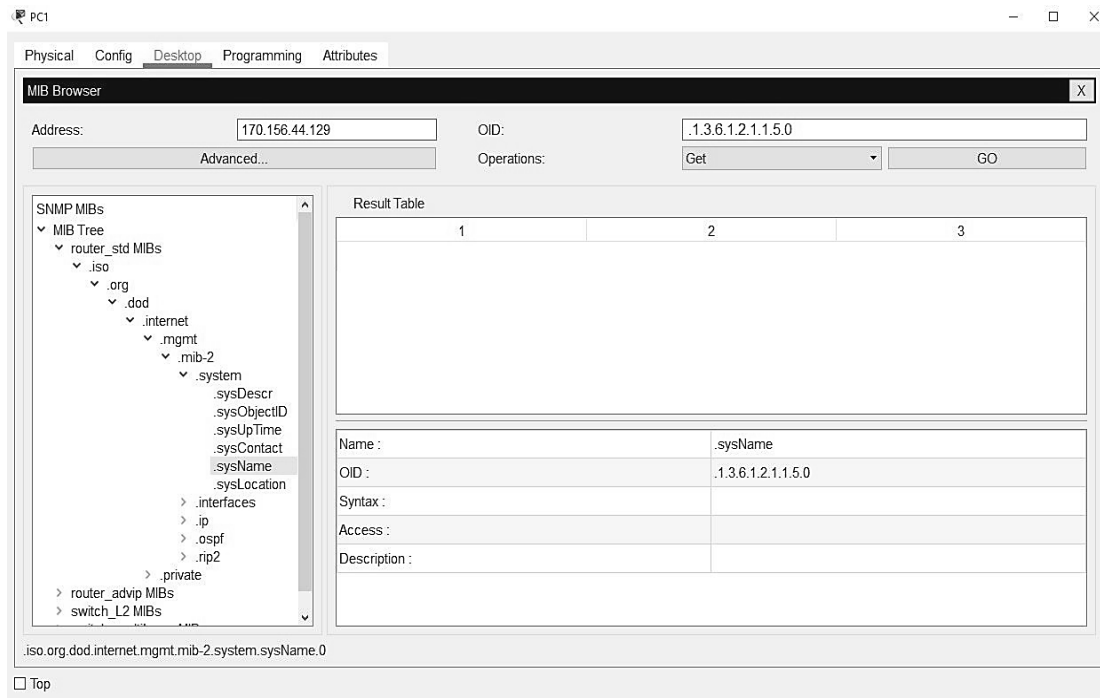 PC1
Physical Config Desktop Programming Attributes
MIB Browser X
Address: 170.156.44.129 OID: .1.3.6.1.2.1.1.5.0
Advanced... Operations: Get GO
SNMP MIBs
MIB Tree
router_std MIBs
.iso
.org
.dod
.internet
.mgmt
.mib-2
.system
.sysDescr
.sysObjectID
.sysUpTime
.sysContact
.sysName
.sysLocation
.interfaces
.ip
.ospf
.rip2
.private
router_advip MIBs
switch_L2 MIBs
Result Table
1 2 3
Name : .sysName
OID : .1.3.6.1.2.1.1.5.0
Syntax :
Access :
Description :
.iso.org.dod.internet.mgmt.mib-2.system.sysName.0
Top